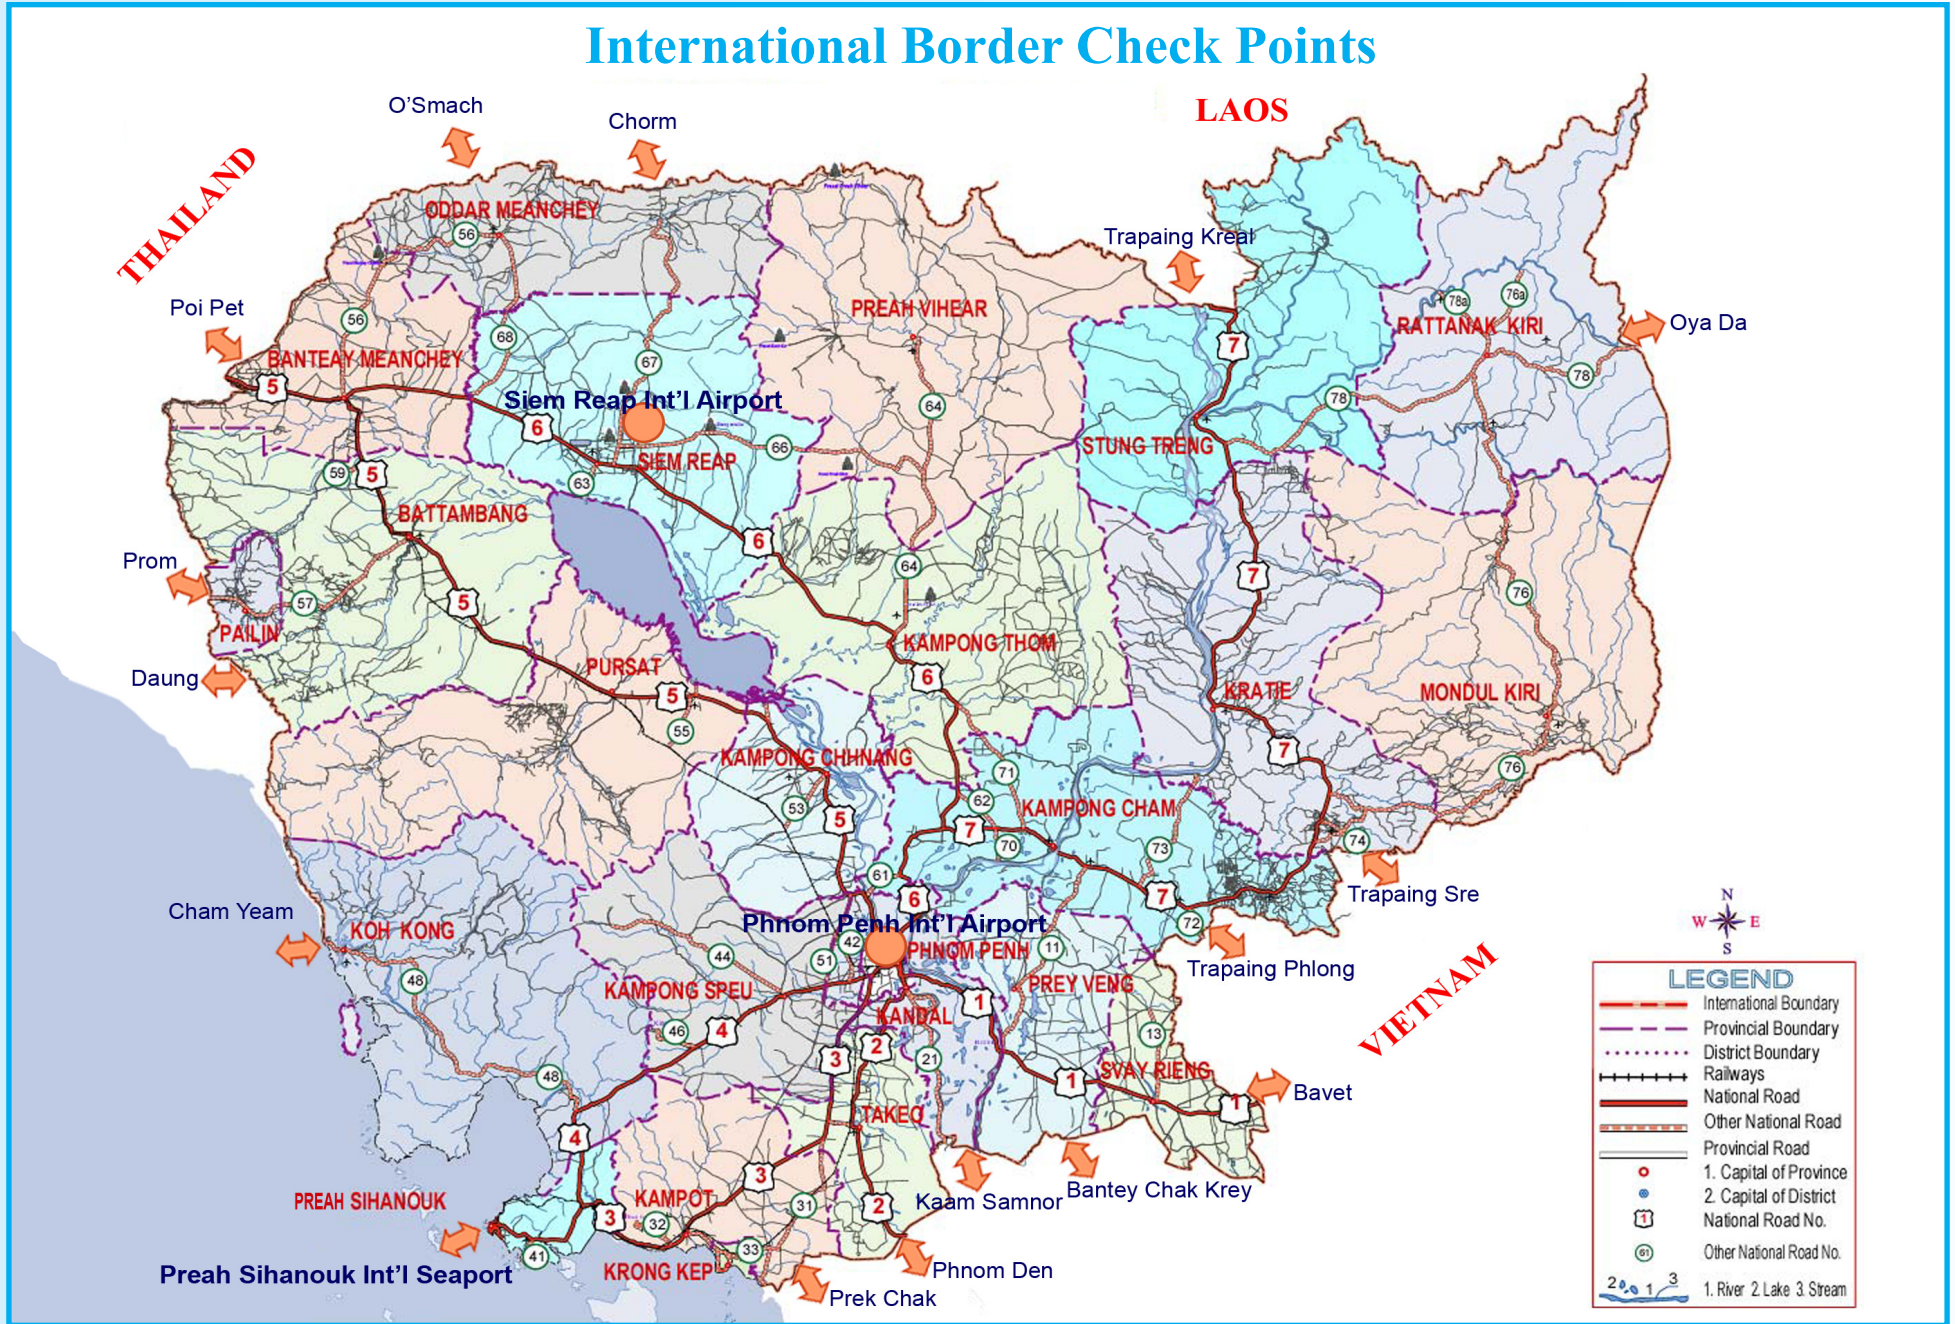 International Border Check Points
O'Smach
Chorm
LAOS
THAILAND
ODDAR MEANCHEY
56
Trapaing Kreal
Poi Pet
56
68
67
PREAH VIHEAR
7
78a
76a
RATTANAK KIRI
Oya Da
BANTEAY MEANCHEY
5
Siem Reap Int'l Airport
6
64
78
78
66
STUNG TRENG
SIEM REAP
59
5
63
BATTAMBANG
6
Prom
64
7
76
57
5
PAILIN
KAMPONG THOM
Daung
PURSAT
5
6
KRATIE
MONDUL KIRI
55
7
KAMPONG CHHNANG
71
76
53
62
KAMPONG CHAM
5
7
70
73
74
61
6
7
Trapaing Sre
Cham Yeam
KOH KONG
Phnom Penh Int'l Airport
72
N
W E
S
42
PHNOM PENH
11
44
51
Trapaing Phlong
48
KAMPONG SPEU
1
PREY VENG
VIETNAM
46
4
KANDAL
13
3
2
21
48
1
SVAY RIENG
Bavet
1
TAKEO
4
3
Kaam Samnor
Bantey Chak Krey
PREAH SIHANOUK
KAMPOT
31
2
3
32
41
33
Preah Sihanouk Int'l Seaport
KRONG KEP
Phnom Den
Prek Chak
LEGEND
International Boundary
Provincial Boundary
District Boundary
Railways
National Road
Other National Road
Provincial Road
1. Capital of Province
2. Capital of District
1 National Road No.
61 Other National Road No.
2 1 3 1. River 2. Lake 3. Stream